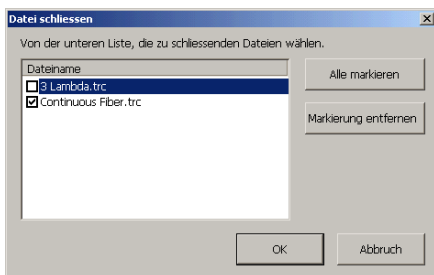 Datei schliessen
Von der unteren Liste, die zu schliessenden Dateien wählen.
Dateiname
3 Lambda.trc
Continuous Fiber.trc
Alle markieren
Markierung entfernen
OK
Abbruch